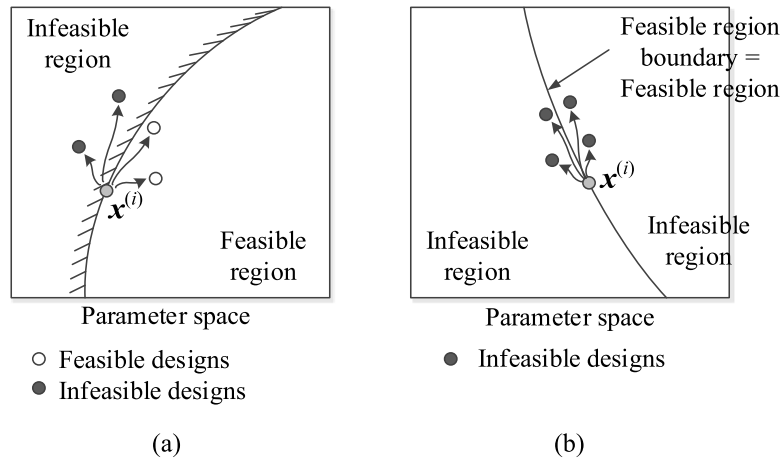 Infeasible
region
x(i)
Feasible
region
Parameter space
Feasible designs
Infeasible designs
(a)
Feasible region
boundary =
Feasible region
x(i)
Infeasible
region
Infeasible
region
Parameter space
Infeasible designs
(b)